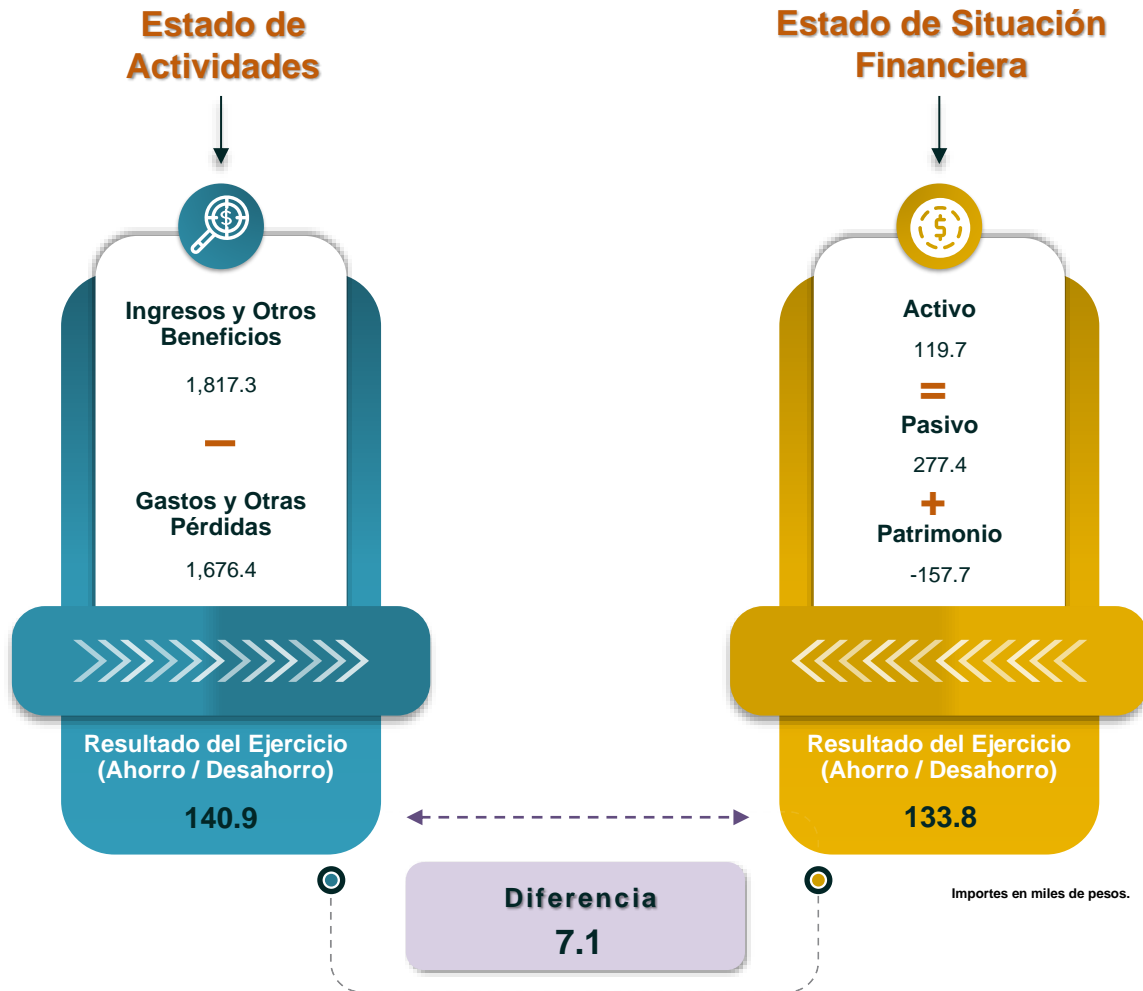 Estado de
Actividades
Ingresos y Otros
Beneficios
1,817.3
–
Gastos y Otras
Pérdidas
1,676.4
Resultado del Ejercicio
(Ahorro / Desahorro)
140.9
Estado de Situación
Financiera
$
Activo
119.7
=
Pasivo
277.4
+
Patrimonio
-157.7
Resultado del Ejercicio
(Ahorro / Desahorro)
133.8
Diferencia
7.1
Importes en miles de pesos.